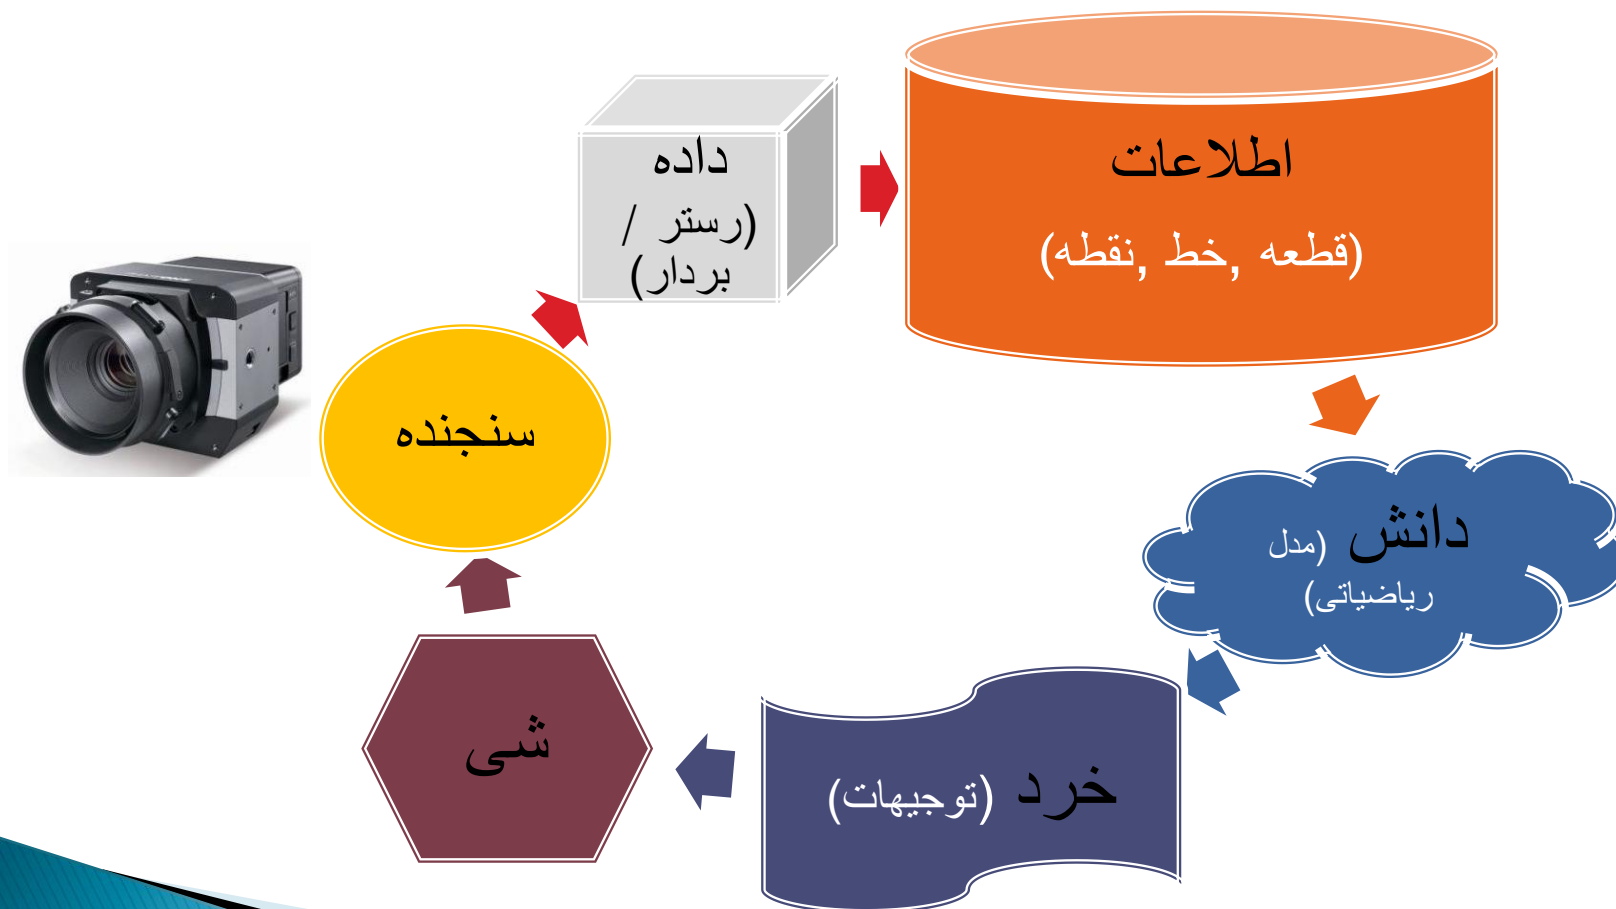 داده
(رستر /
بردار)
اطلاعات
(قطعه ,خط ,نقطه)
سنجنده
دانش (مدل
ریاضیاتی)
خرد (توجیهات)
شی